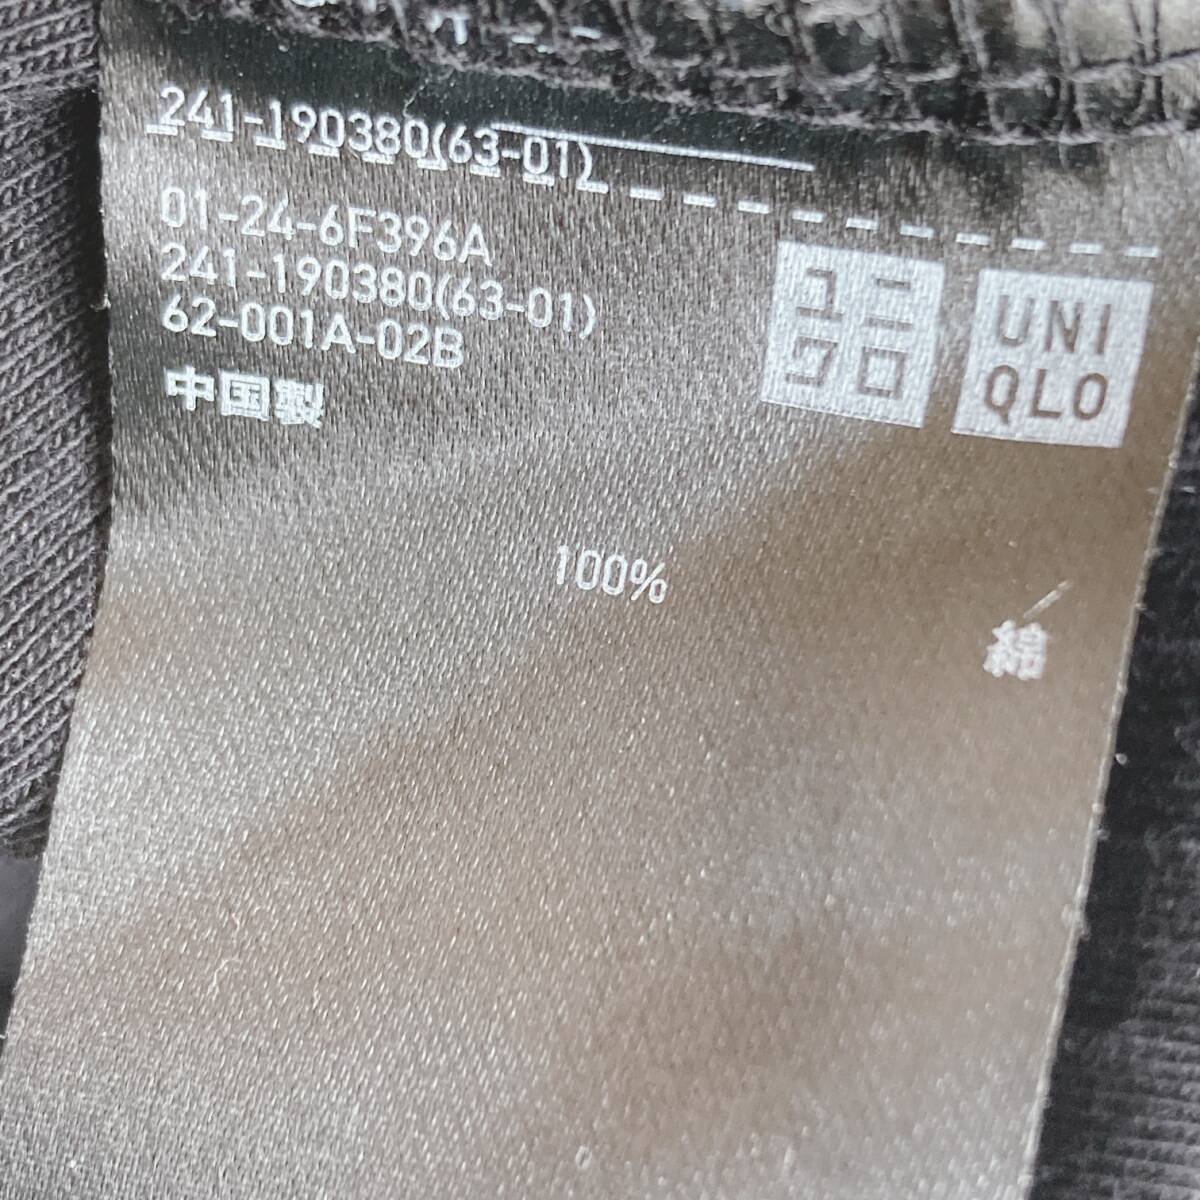 241-190380(63-01)
01-24-6F396A
241-190380(63-01)
62-001A-02B
中国製
ユニ
クロ
UNI
QLO
100%
綿